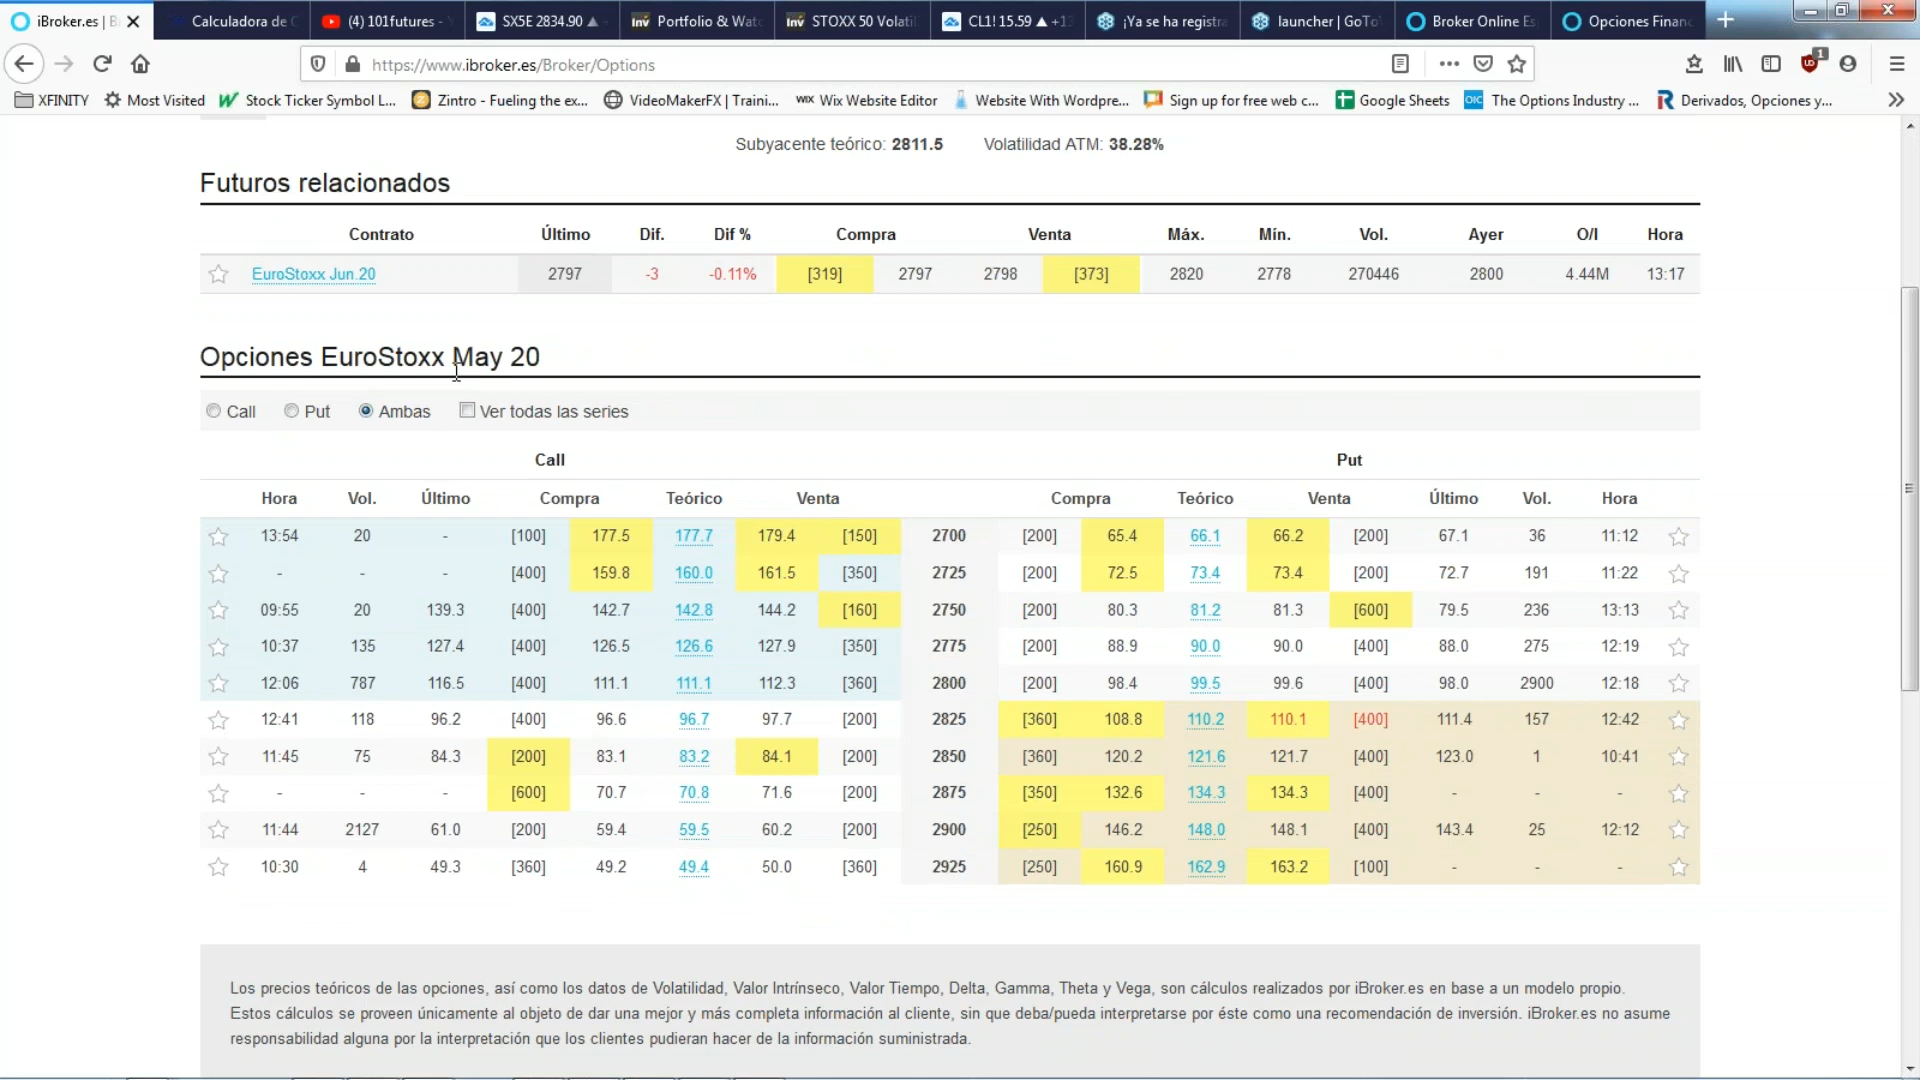 iBroker.es | B
Calculadora de C
(4) 101futures - Y
SX5E 2834.90 ▲
Portfolio & Wat
STOXX 50 Volati
CL1! 15.59 ▲ +1
¡Ya se ha registra
launcher | GoTo
Broker Online Es
Opciones Finan
https://www.ibroker.es/Broker/Options
1
XFINITY Most Visited Stock Ticker Symbol L... Zintro - Fueling the ex... VideoMakerFX | Traini... WIX Wix Website Editor Website With Wordpre... Sign up for free web c... Google Sheets OIC The Options Industry ... Derivados, Opciones y...
Subyacente teórico: 2811.5 Volatilidad ATM: 38.28%
Futuros relacionados
Contrato Último Dif. Dif % Compra Venta Máx. Mín. Vol. Ayer O/I Hora
EuroStoxx Jun.20 2797 -3 -0.11% [319] 2797 2798 [373] 2820 2778 270446 2800 4.44M 13:17
Opciones EuroStoxx May 20
Call Put Ambas Ver todas las series
Call Put
Hora Vol. Último Compra Teórico Venta Compra Teórico Venta Último Vol. Hora
13:54 20 - [100] 177.5 177.7 179.4 [150] 2700 [200] 65.4 66.1 66.2 [200] 67.1 36 11:12
- - - [400] 159.8 160.0 161.5 [350] 2725 [200] 72.5 73.4 73.4 [200] 72.7 191 11:22
09:55 20 139.3 [400] 142.7 142.8 144.2 [160] 2750 [200] 80.3 81.2 81.3 [600] 79.5 236 13:13
10:37 135 127.4 [400] 126.5 126.6 127.9 [350] 2775 [200] 88.9 90.0 90.0 [400] 88.0 275 12:19
12:06 787 116.5 [400] 111.1 111.1 112.3 [360] 2800 [200] 98.4 99.5 99.6 [400] 98.0 2900 12:18
12:41 118 96.2 [400] 96.6 96.7 97.7 [200] 2825 [360] 108.8 110.2 110.1 [400] 111.4 157 12:42
11:45 75 84.3 [200] 83.1 83.2 84.1 [200] 2850 [360] 120.2 121.6 121.7 [400] 123.0 1 10:41
- - - [600] 70.7 70.8 71.6 [200] 2875 [350] 132.6 134.3 134.3 [400] - - -
11:44 2127 61.0 [200] 59.4 59.5 60.2 [200] 2900 [250] 146.2 148.0 148.1 [400] 143.4 25 12:12
10:30 4 49.3 [360] 49.2 49.4 50.0 [360] 2925 [250] 160.9 162.9 163.2 [100] - - -
Los precios teóricos de las opciones, así como los datos de Volatilidad, Valor Intrínseco, Valor Tiempo, Delta, Gamma, Theta y Vega, son cálculos realizados por iBroker.es en base a un modelo propio.
Estos cálculos se proveen únicamente al objeto de dar una mejor y más completa información al cliente, sin que deba/pueda interpretarse por éste como una recomendación de inversión. iBroker.es no asume
responsabilidad alguna por la interpretación que los clientes pudieran hacer de la información suministrada.